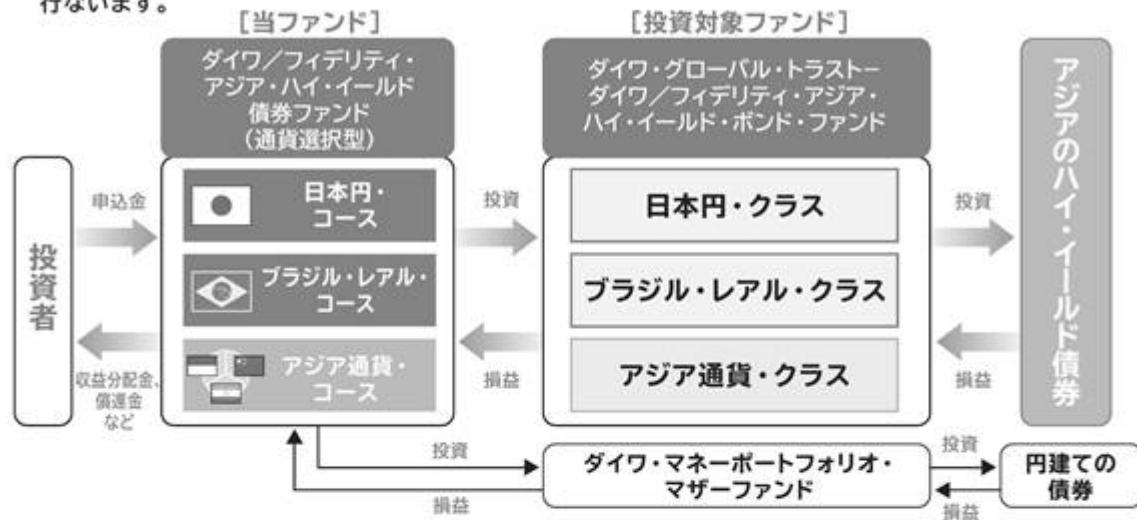 行ないます。
[当ファンド]
[投資対象ファンド]
ダイワ／フィデリティ・
アジア・ハイ・イールド
債券ファンド
（通貨選択型）
ダイワ・グローバル・トラストー
ダイワ／フィデリティ・アジア・
ハイ・イールド・ボンド・ファンド
投資者
申込金
収益分配金、
償還金
など
日本円・
コース
ブラジル・レアル・
コース
アジア通貨・
コース
投資
損益
日本円・クラス
ブラジル・レアル・クラス
アジア通貨・クラス
投資
損益
アジアのハイ・イールド債券
投資
損益
ダイワ・マネーポートフォリオ・
マザーファンド
投資
損益
円建ての
債券